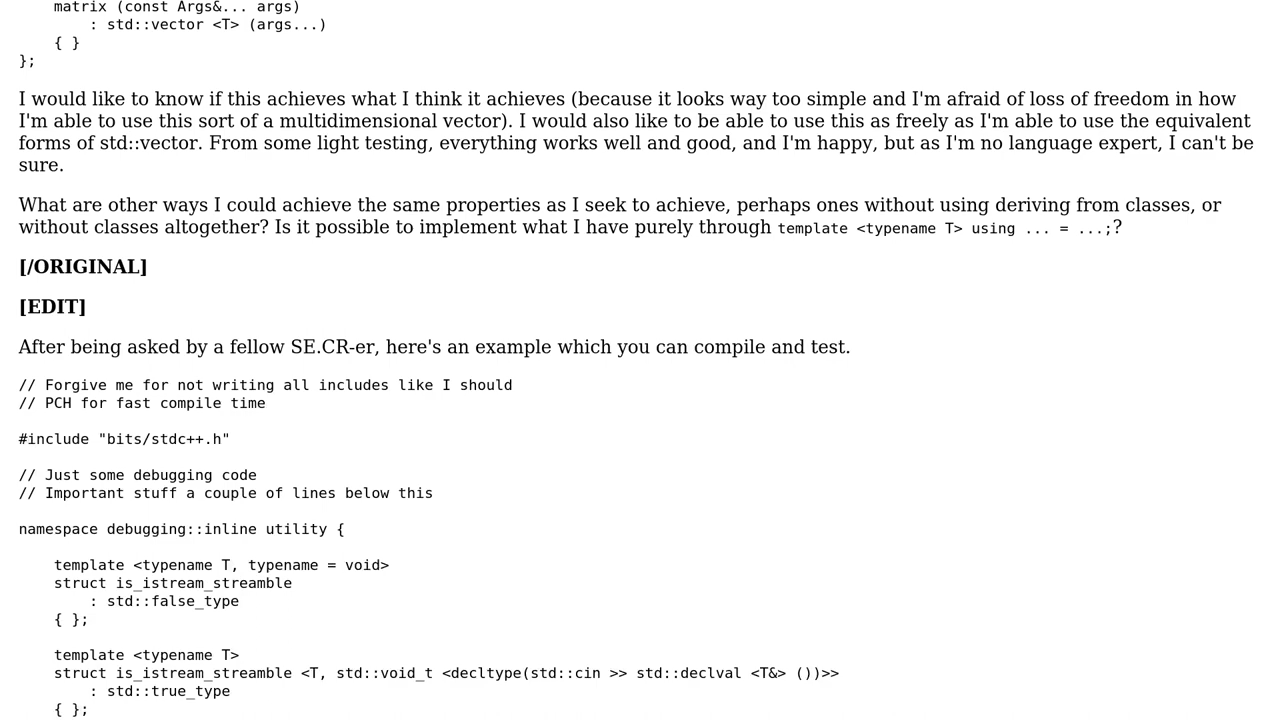 matrix (const Args&... args)
: std::vector <T> (args...)
{ }
};
I would like to know if this achieves what I think it achieves (because it looks way too simple and I'm afraid of loss of freedom in how
I'm able to use this sort of a multidimensional vector). I would also like to be able to use this as freely as I'm able to use the equivalent
forms of std::vector. From some light testing, everything works well and good, and I'm happy, but as I'm no language expert, I can't be
sure.
What are other ways I could achieve the same properties as I seek to achieve, perhaps ones without using deriving from classes, or
without classes altogether? Is it possible to implement what I have purely through template <typename T> using ... = ...;?
[/ORIGINAL]
[EDIT]
After being asked by a fellow SE.CR-er, here's an example which you can compile and test.
// Forgive me for not writing all includes like I should
// PCH for fast compile time
#include "bits/stdc++.h"
// Just some debugging code
// Important stuff a couple of lines below this
namespace debugging::inline utility {
template <typename T, typename = void>
struct is_istream_streamble
: std::false_type
{ };
template <typename T>
struct is_istream_streamble <T, std::void_t <decltype(std::cin >> std::declval <T&> ())>>
: std::true_type
{ };